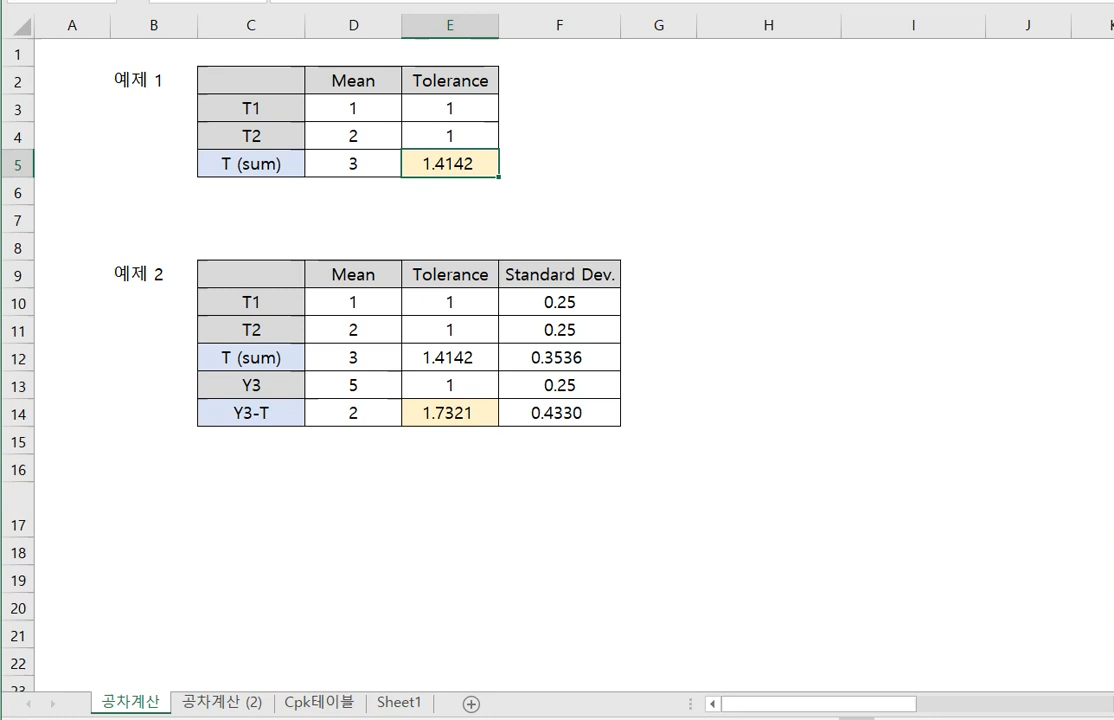 A B C D E F G H I J
1
2 예제 1 Mean Tolerance
3 T1 1 1
4 T2 2 1
5 T (sum) 3 1.4142
6
7
8
9 예제 2 Mean Tolerance Standard Dev.
10 T1 1 1 0.25
11 T2 2 1 0.25
12 T (sum) 3 1.4142 0.3536
13 Y3 5 1 0.25
14 Y3-T 2 1.7321 0.4330
15
16
17
18
19
20
21
22
공차계산 공차계산 (2) Cpk테이블 Sheet1